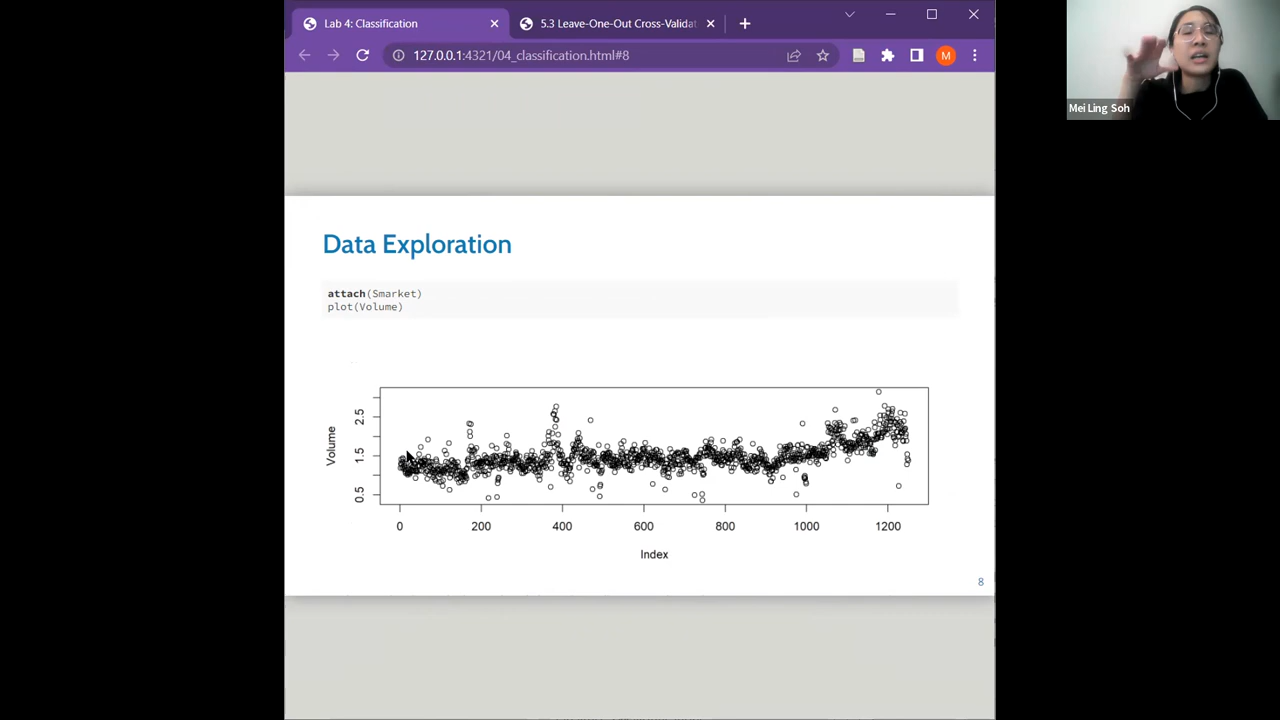 Lab 4: Classification
5.3 Leave-One-Out Cross-Validat
127.0.0.1:4321/04_classification.html#8
M
Mei Ling Soh
Data Exploration
attach(Smarket)
plot(Volume)
Volume
2.5
1.5
0.5
0 200 400 600 800 1000 1200
Index
8